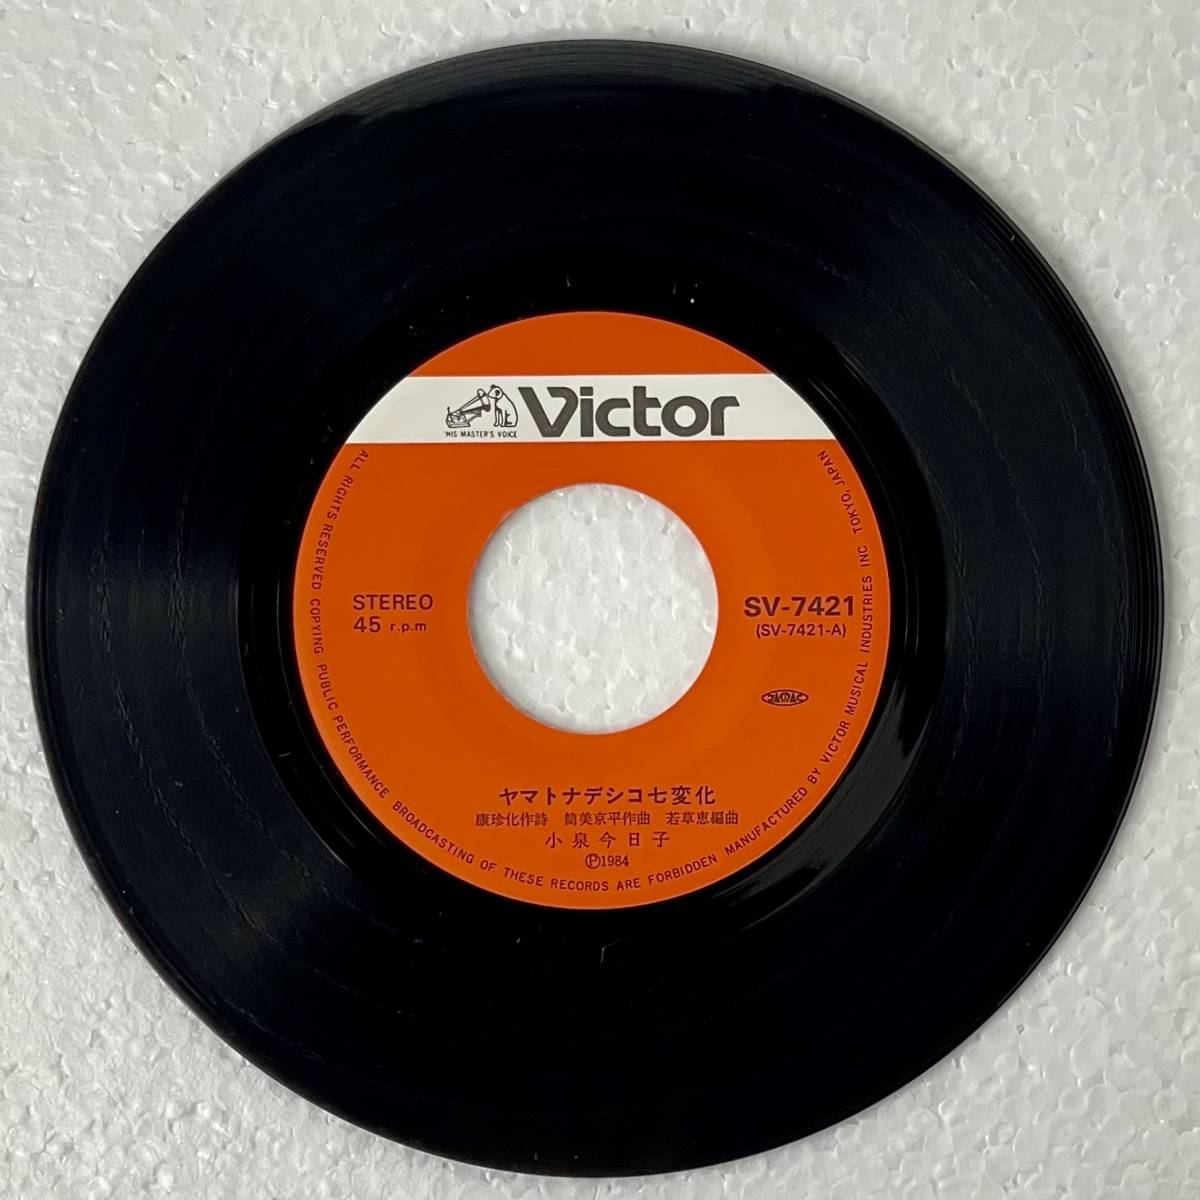 Victor
"HIS MASTER'S VOICE
STEREO
45 r.p.m
SV-7421
(SV-7421-A)
JASRAC
ヤマトナデシコ七変化
康珍化作詩 筒美京平作曲 若草恵編曲
小泉今日子
Ⓟ1984
ALL RIGHTS RESERVED COPYING PUBLIC PERFORMANCE BROADCASTING OF THESE RECORDS ARE FORBIDDEN MANUFACTURED BY VICTOR MUSICAL INDUSTRIES INC TOKYO, JAPAN